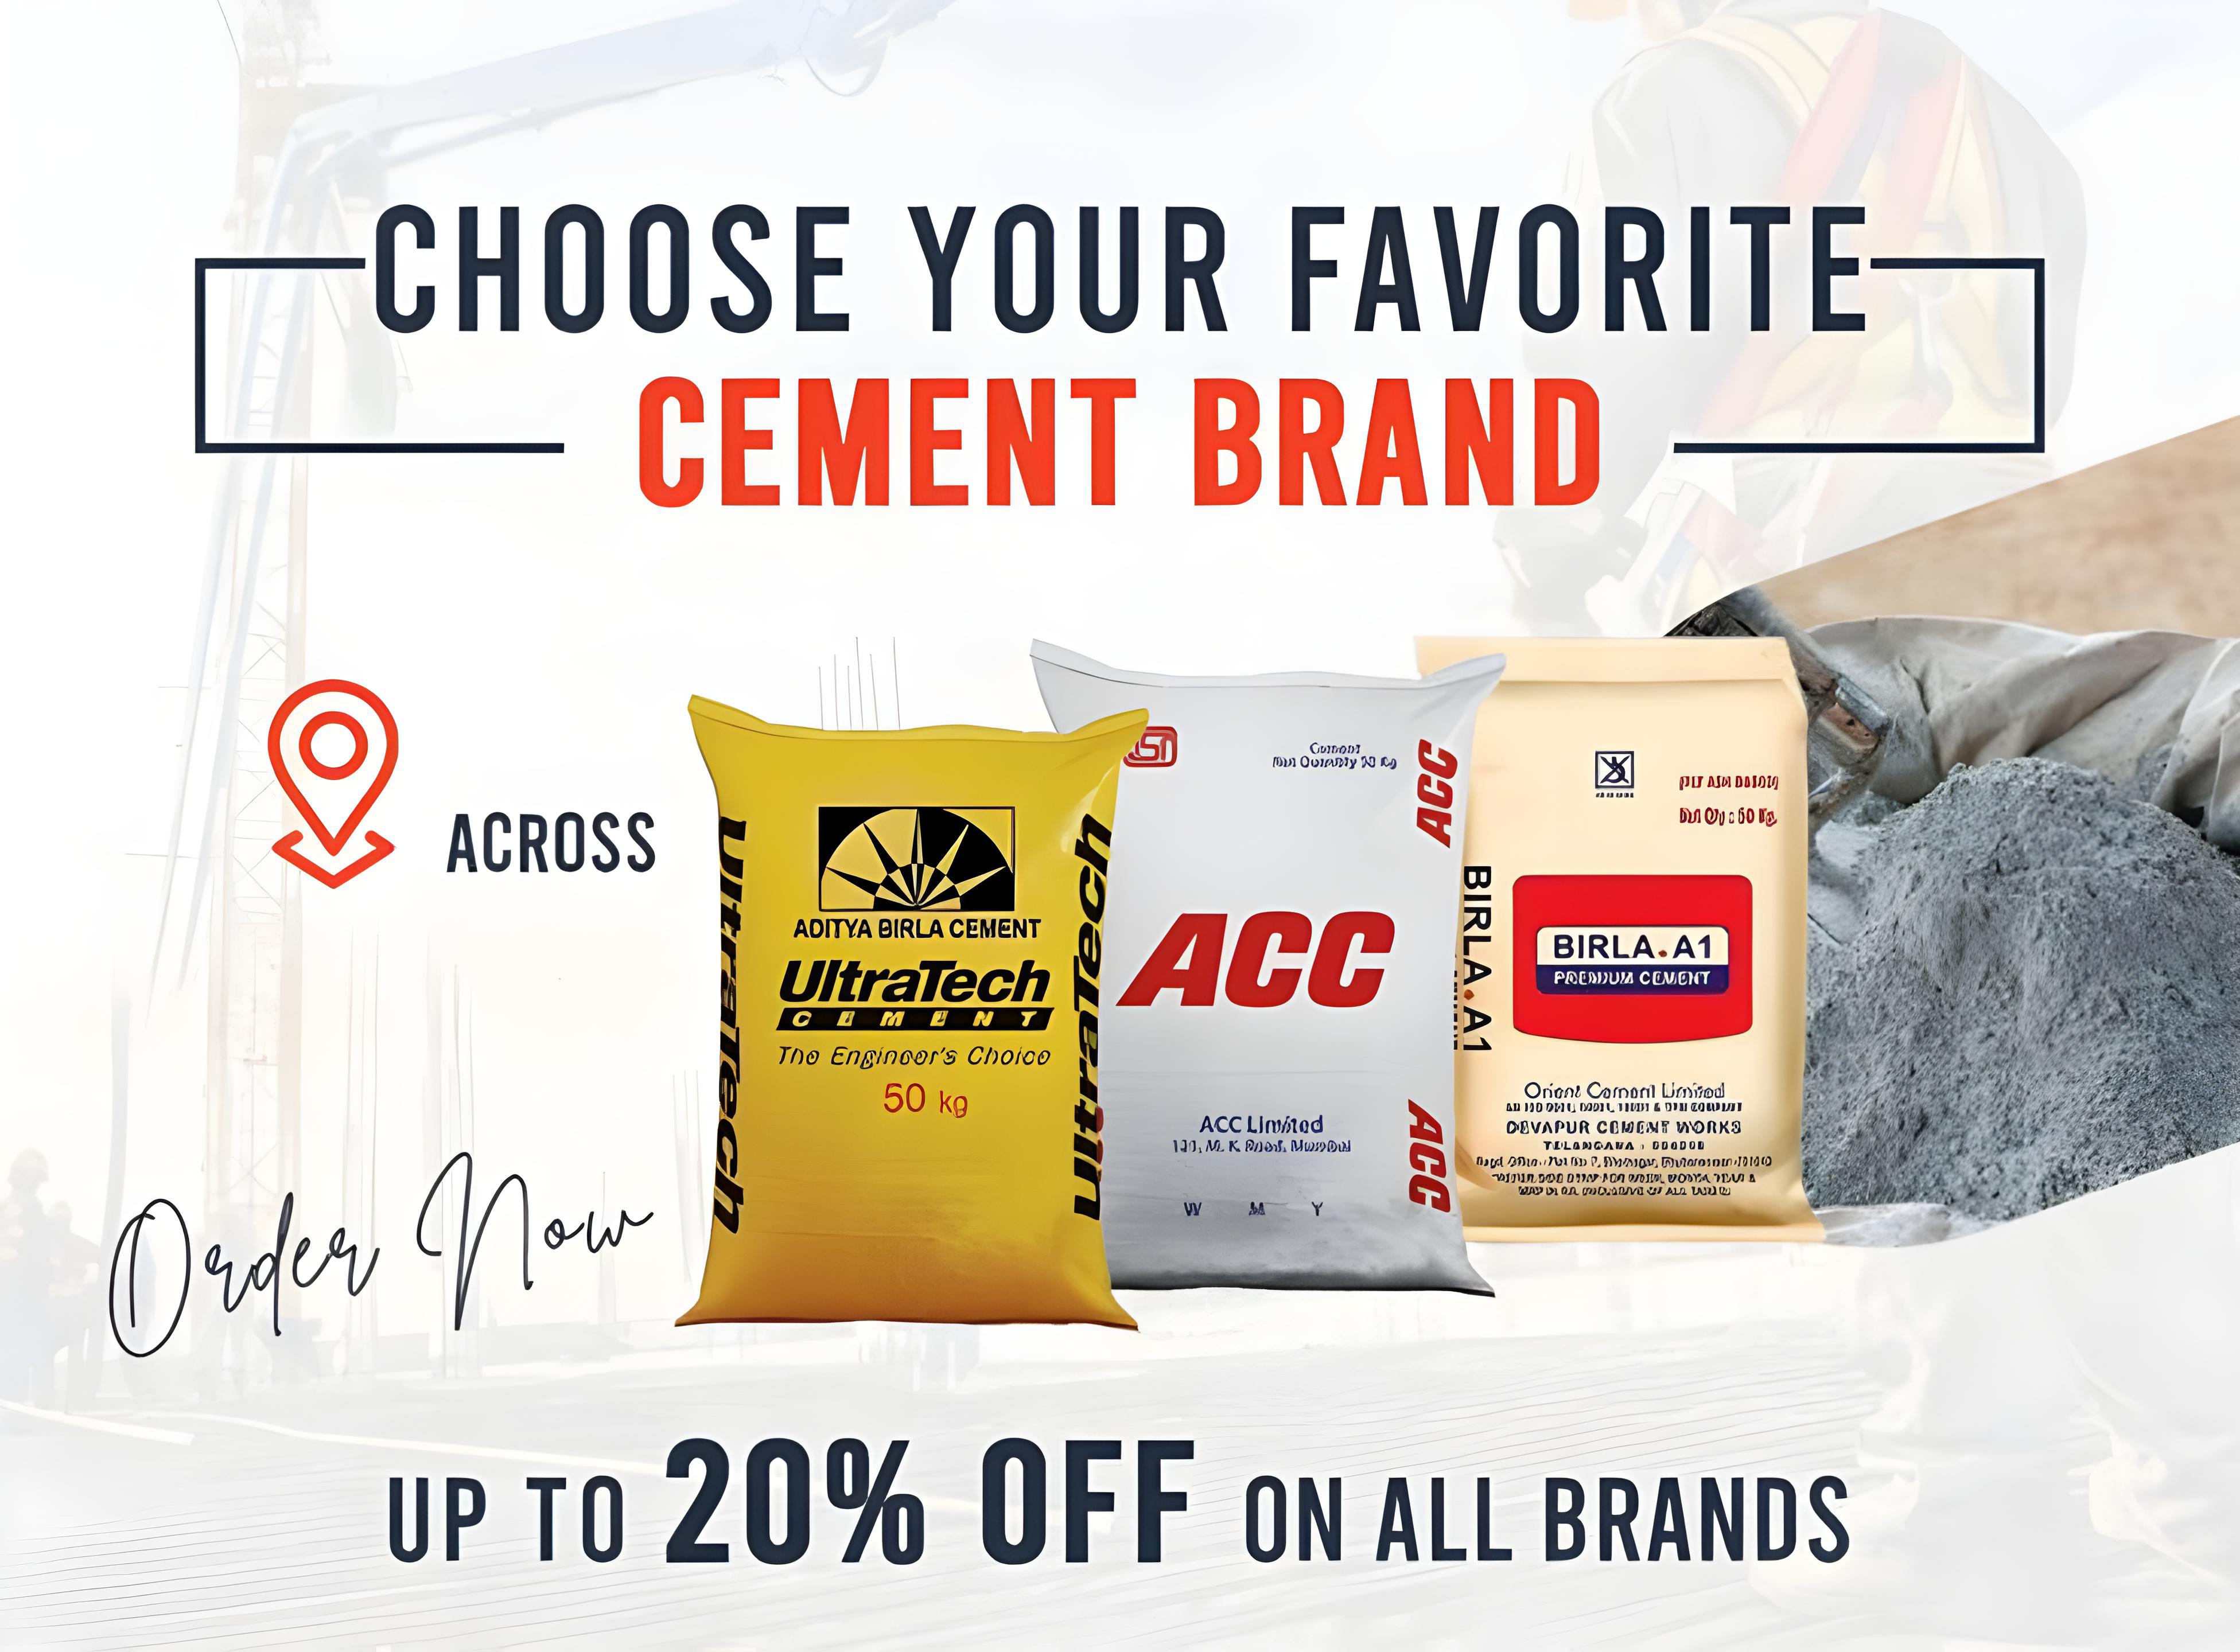 CHOOSE YOUR FAVORITE
CEMENT BRAND
ACROSS
Order Now
UltraTech
ADITYA BIRLA CEMENT
UltraTech
CEMENT
The Engineer's Choice
50 kg
UltraTech
Cement
ACC
ACC
ACC Limited
ACC
W M Y
BIRLA.A1
BIRLA.A1
PREMIUM CEMENT
Orient Cement Limited
DEVAPUR CEMENT WORKS
TELANGANA
UP TO 20% OFF ON ALL BRANDS